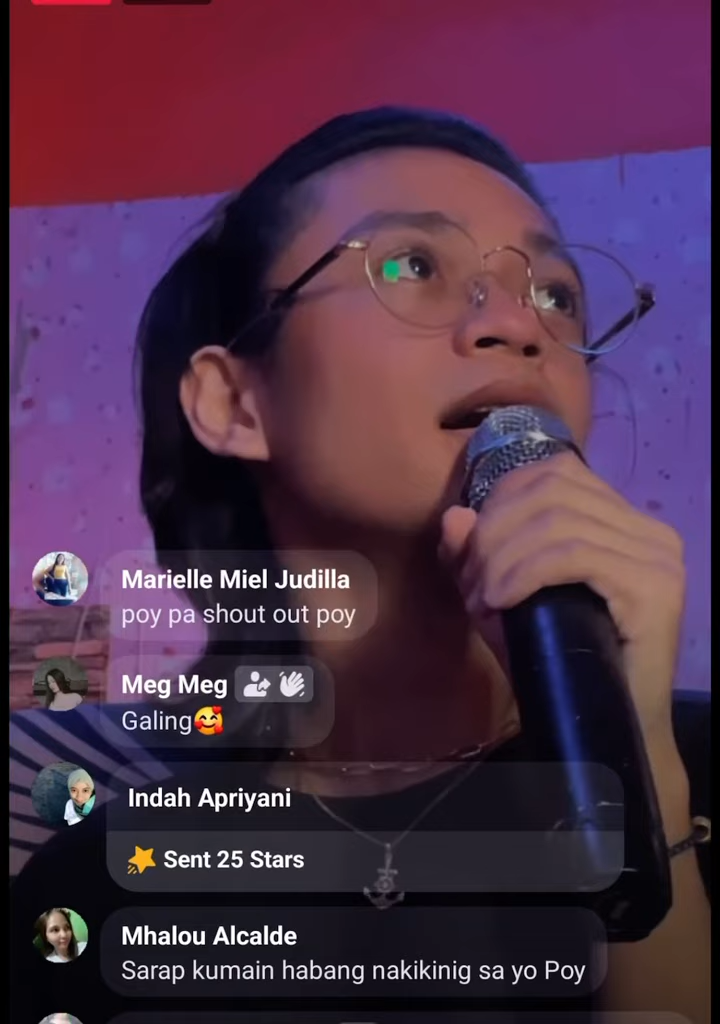 Marielle Miel Judilla
poy pa shout out poy
Meg Meg
Galing🥰
Indah Apriyani
Sent 25 Stars
Mhalou Alcalde
Sarap kumain habang nakikinig sa yo Poy